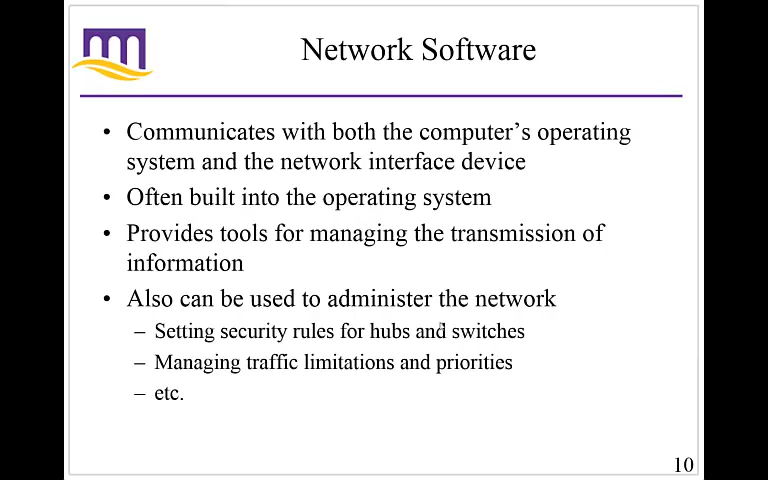 Network Software
• Communicates with both the computer's operating
system and the network interface device
• Often built into the operating system
• Provides tools for managing the transmission of
information
• Also can be used to administer the network
– Setting security rules for hubs and switches
– Managing traffic limitations and priorities
– etc.
10